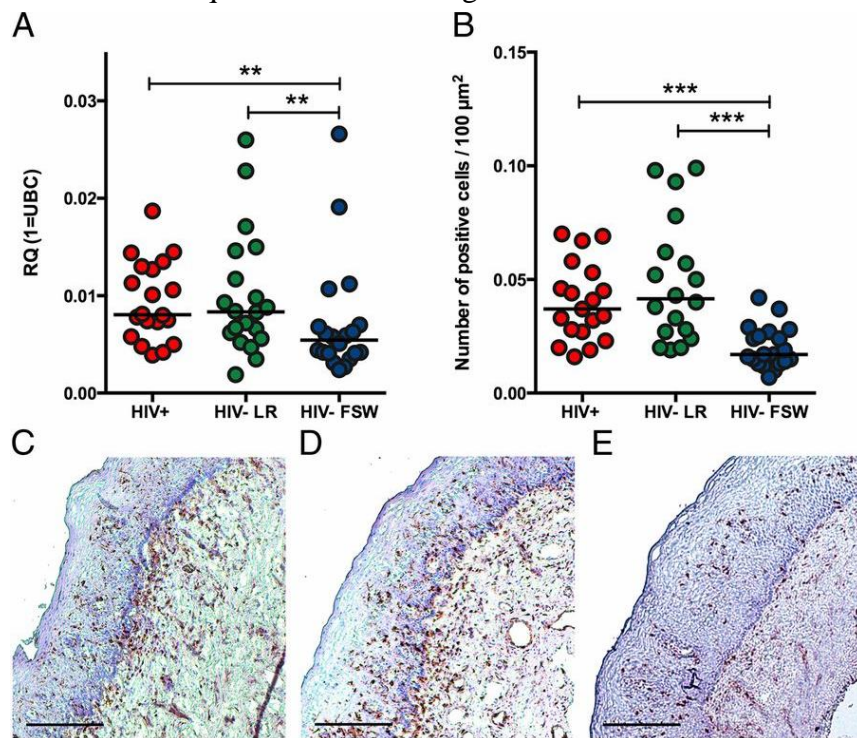 A
B
**
**
***
***
0.03
0.02
0.01
0.00
RQ (1=UBC)
HIV+ HIV- LR HIV- FSW
0.15
0.10
0.05
0.00
Number of positive cells / 100 µm²
HIV+ HIV- LR HIV- FSW
C D E